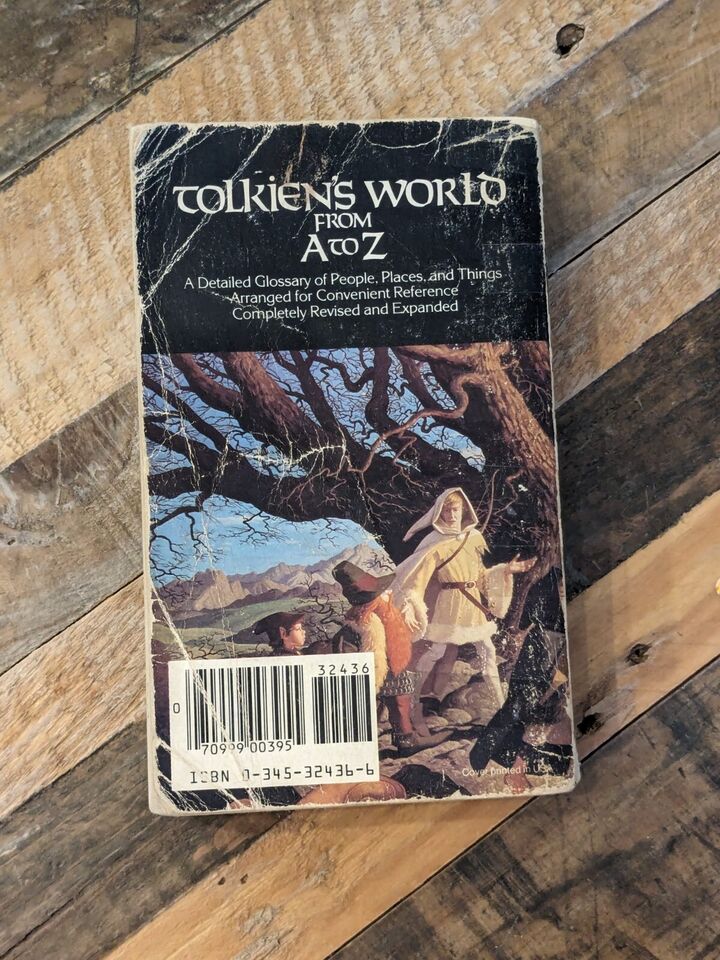 TOLKIEN'S WORLD
FROM
A TO Z
A Detailed Glossary of People, Places, and Things
Arranged for Convenient Reference
Completely Revised and Expanded
32436
0
70999 00395
ISBN 0-345-32436-6
Cover printed in USA